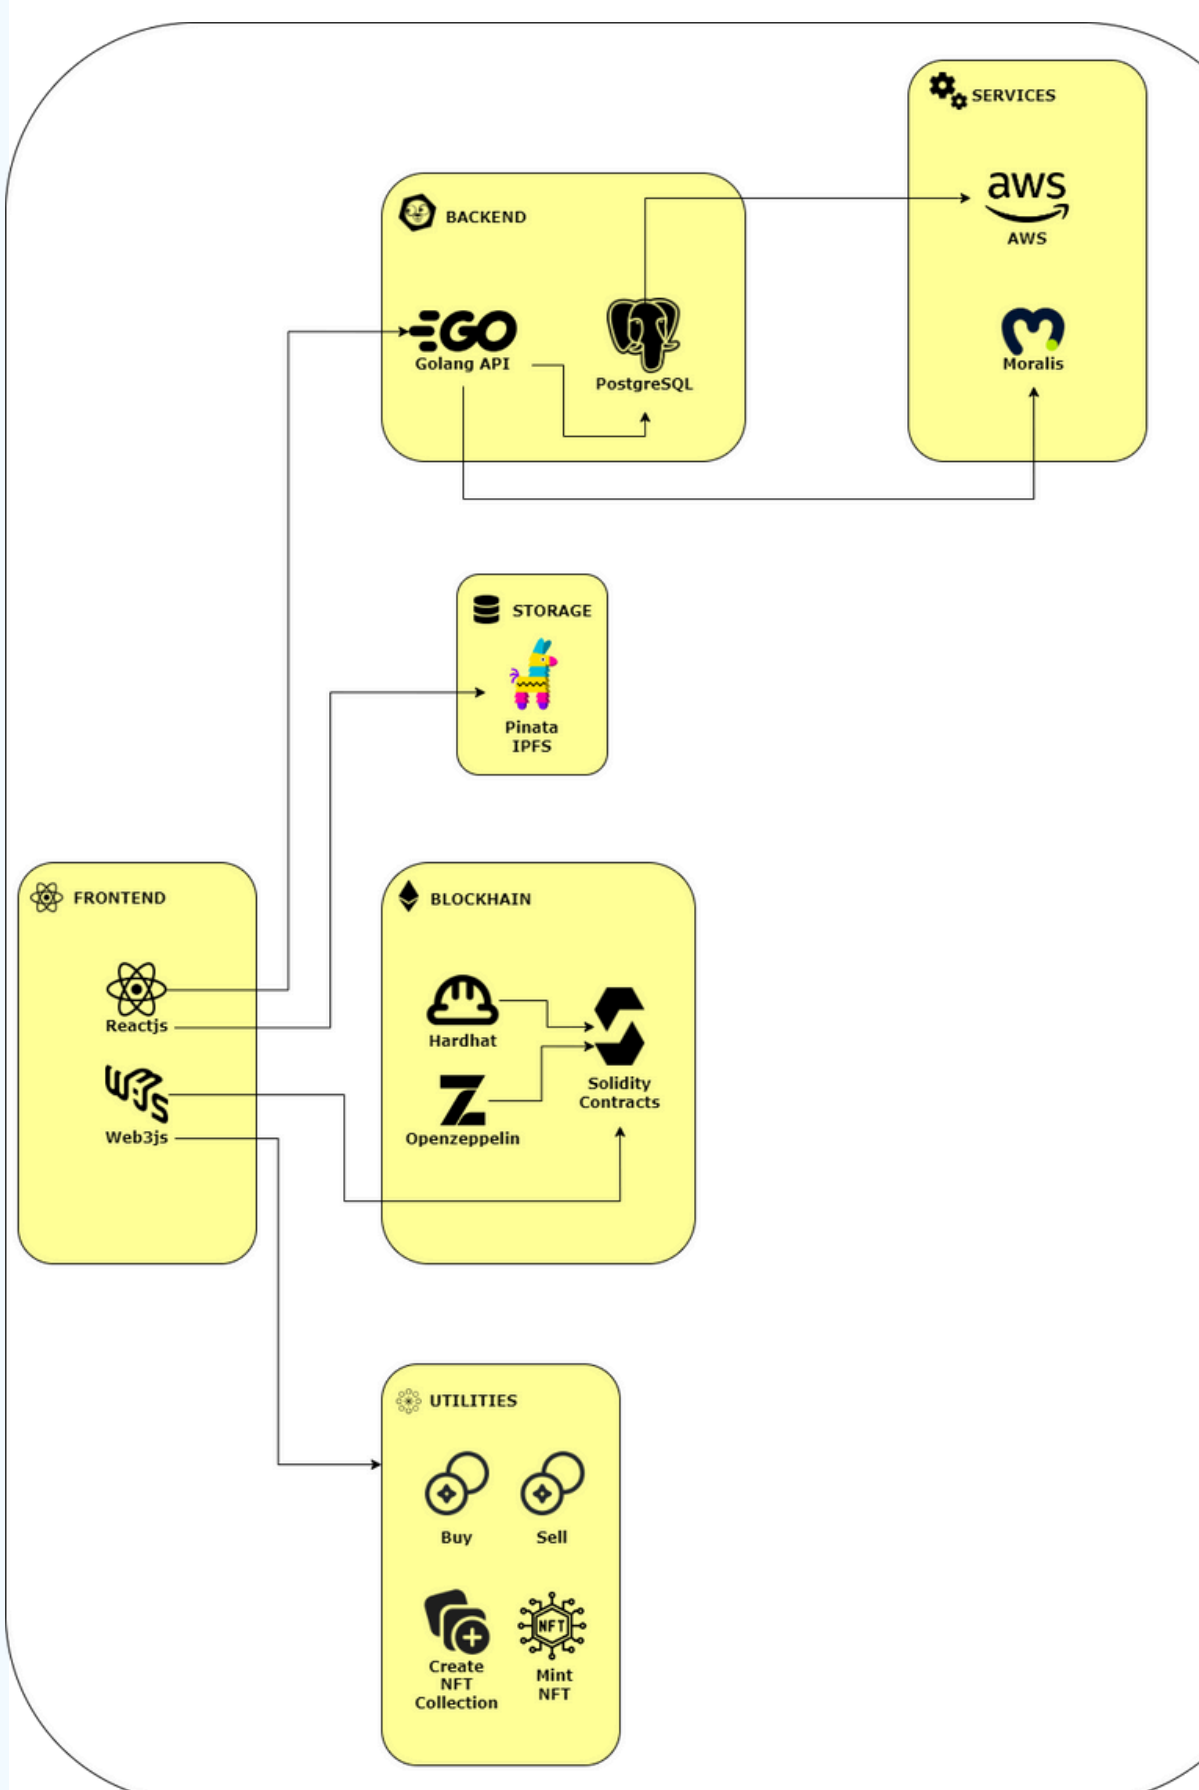 SERVICES
aws
AWS
Moralis
BACKEND
GO
Golang API
PostgreSQL
STORAGE
Pinata
IPFS
FRONTEND
Reactjs
W3JS
Web3js
BLOCKHAIN
Hardhat
Openzeppelin
Solidity
Contracts
UTILITIES
Buy
Sell
Create
NFT
Collection
NFT
Mint
NFT